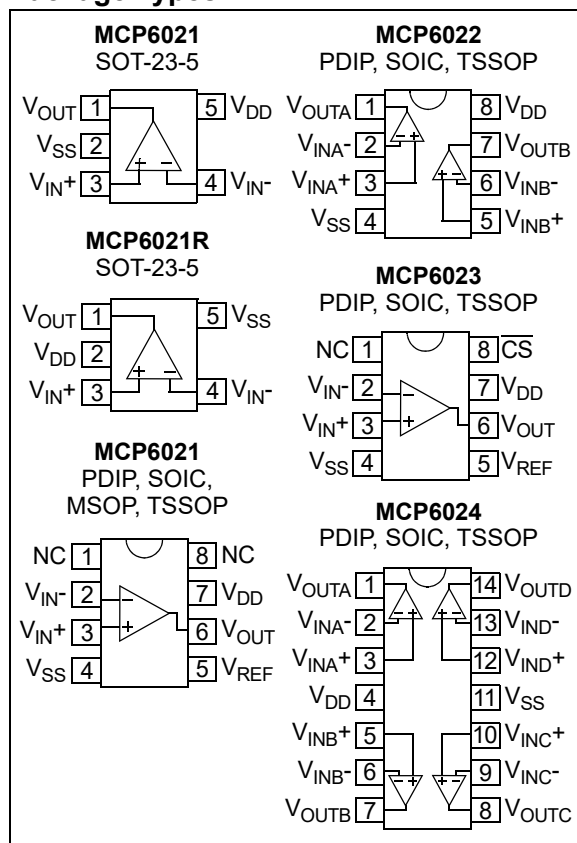 MCP6021
SOT-23-5
VOUT 1 5 VDD
VSS 2
VIN+ 3 4 VIN-
MCP6021R
SOT-23-5
VOUT 1 5 VSS
VDD 2
VIN+ 3 4 VIN-
MCP6021
PDIP, SOIC,
MSOP, TSSOP
NC 1 8 NC
VIN- 2 7 VDD
VIN+ 3 6 VOUT
VSS 4 5 VREF
MCP6022
PDIP, SOIC, TSSOP
VOUTA 1 8 VDD
VINA- 2 7 VOUTB
VINA+ 3 6 VINB-
VSS 4 5 VINB+
MCP6023
PDIP, SOIC, TSSOP
NC 1 8 CS
VIN- 2 7 VDD
VIN+ 3 6 VOUT
VSS 4 5 VREF
MCP6024
PDIP, SOIC, TSSOP
VOUTA 1 14 VOUTD
VINA- 2 13 VIND-
VINA+ 3 12 VIND+
VDD 4 11 VSS
VINB+ 5 10 VINC+
VINB- 6 9 VINC-
VOUTB 7 8 VOUTC